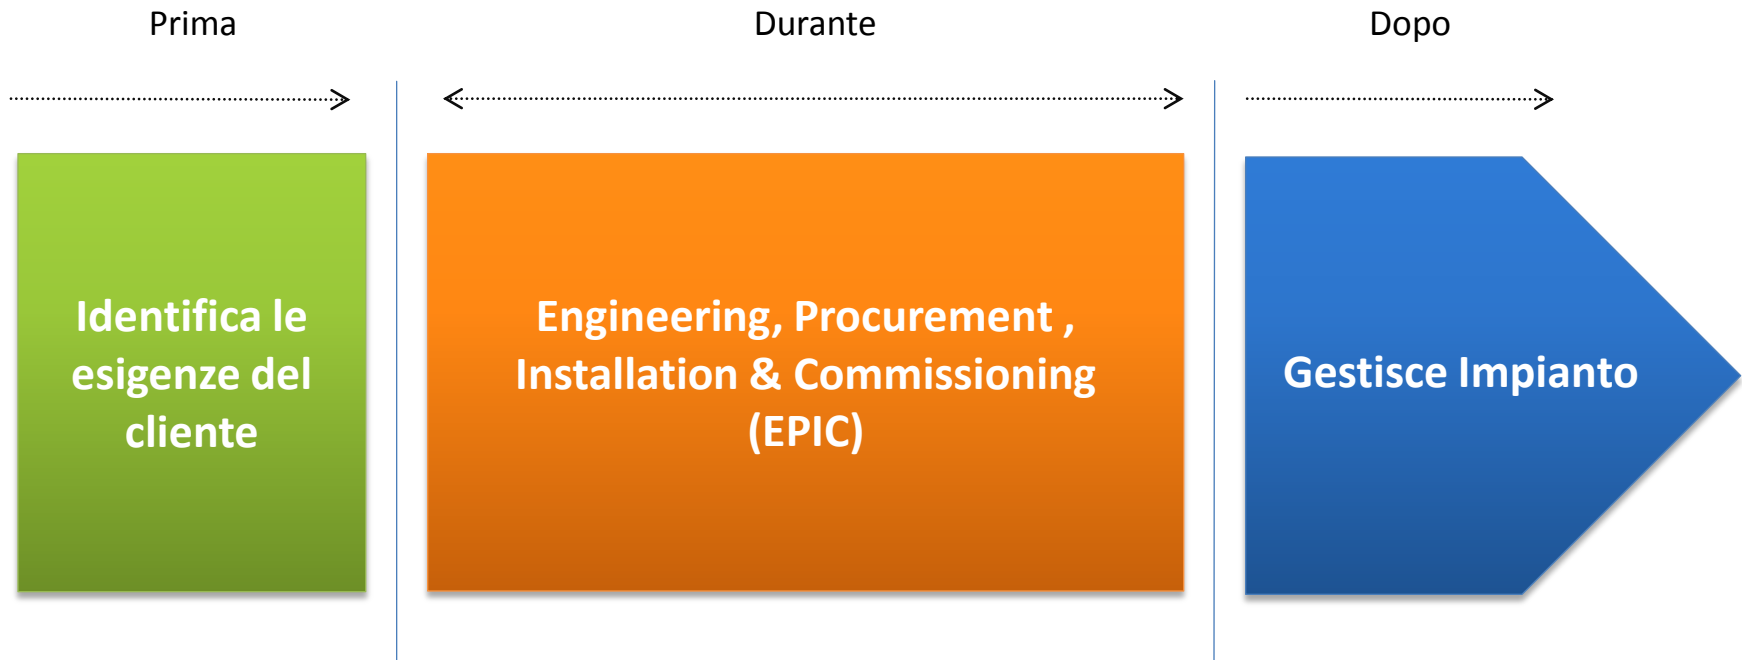 Prima
Durante
Dopo
Identifica le
esigenze del
cliente
Engineering, Procurement ,
Installation & Commissioning
(EPIC)
Gestisce Impianto